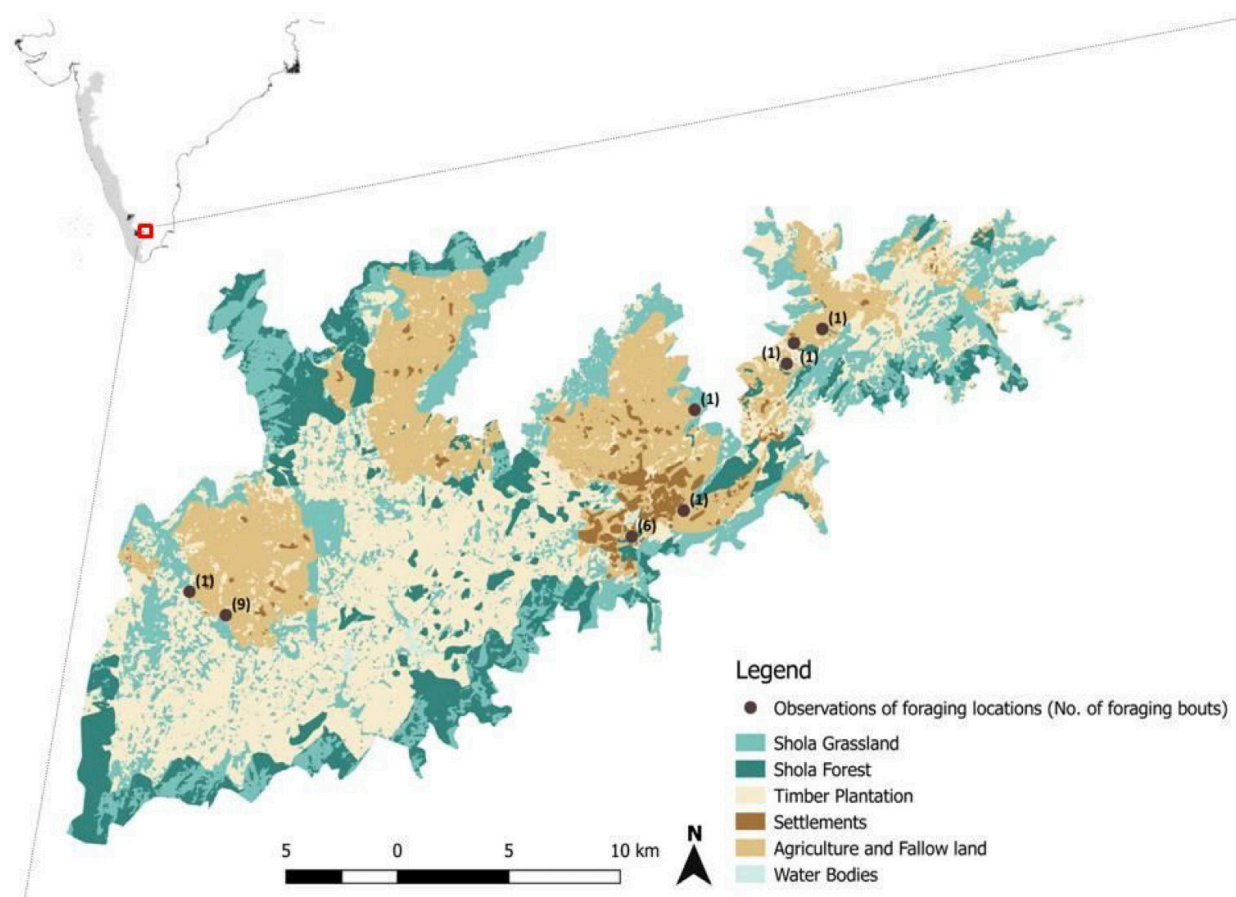 (1)
(1)
(1)
(1)
(1)
(6)
(1)
(9)
Legend
Observations of foraging locations (No. of foraging bouts)
Shola Grassland
Shola Forest
Timber Plantation
Settlements
Agriculture and Fallow land
Water Bodies
N
5 0 5 10 km